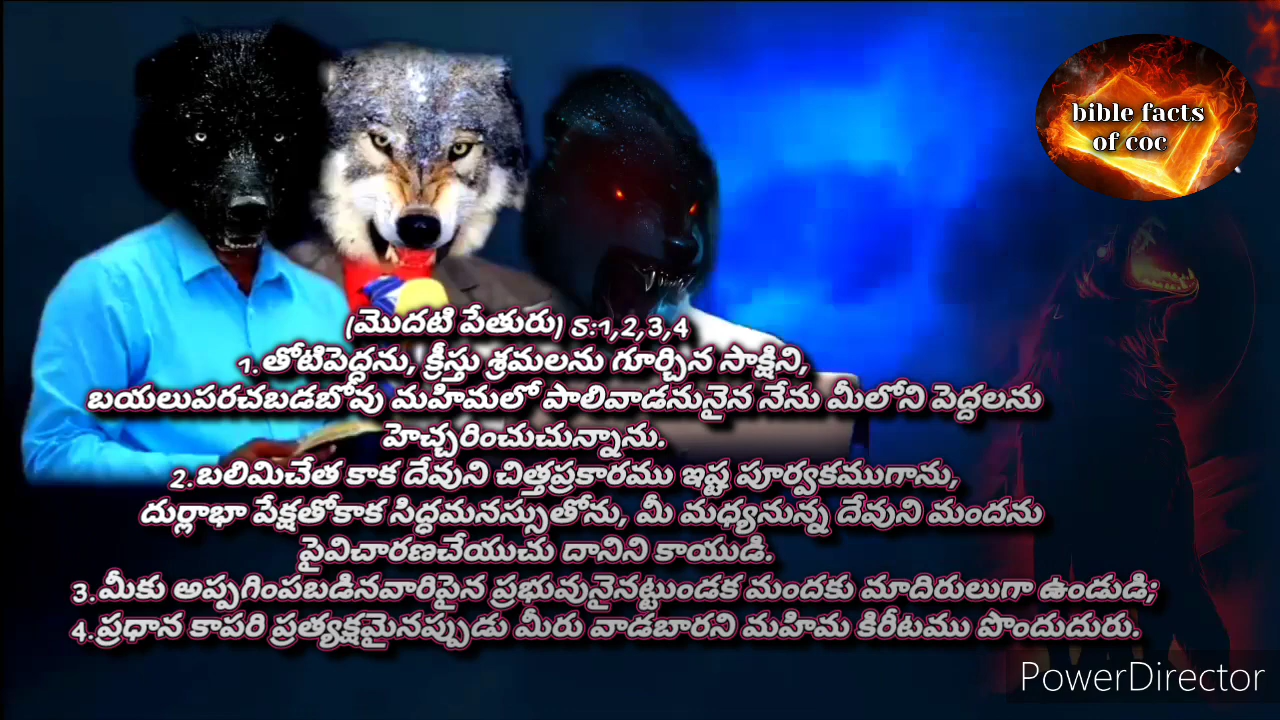 bible facts
of coc
(మొదటి పేతురు) 5:1,2,3,4
1.తోటిపెద్దను, క్రీస్తు శ్రమలను గూర్చిన సాక్షిని,
బయలుపరచబడబోవు మహిమలో పాలివాడనునైన నేను మీలోని పెద్దలను
హెచ్చరించుచున్నాను.
2.బలిమిచేత కాక దేవుని చిత్తప్రకారము ఇష్ట పూర్వకముగాను,
దుర్లాభా పేక్షతోకాక సిద్ధమనస్సుతోను, మీ మధ్యనున్న దేవుని మందను
పైవిచారణచేయుచు దానిని కాయుడి.
3.మీకు అప్పగింపబడినవారిపైన ప్రభువునైనట్టుండక మందకు మాదిరులుగా ఉండుడి;
4.ప్రధాన కాపరి ప్రత్యక్షమైనప్పుడు మీరు వాడబారని మహిమ కిరీటము పొందుదురు.
PowerDirector